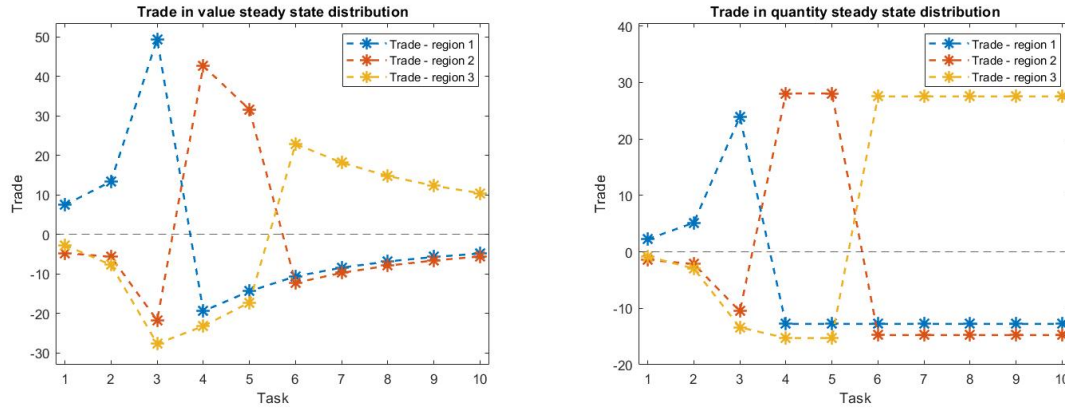 Trade in value steady state distribution
50
40
30
20
10
0
-10
-20
-30
Trade
1 2 3 4 5 6 7 8 9 10
Task
Trade - region 1
Trade - region 2
Trade - region 3
Trade in quantity steady state distribution
40
30
20
10
0
-10
-20
Trade
1 2 3 4 5 6 7 8 9 10
Task
Trade - region 1
Trade - region 2
Trade - region 3